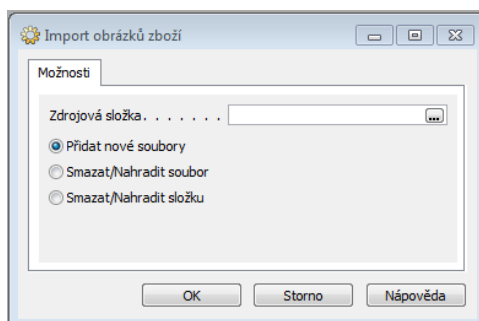 Import obrázků zboží
Možnosti
Zdrojová složka. . . . . . .
...
Přidat nové soubory
Smazat/Nahradit soubor
Smazat/Nahradit složku
OK Storno Nápověda